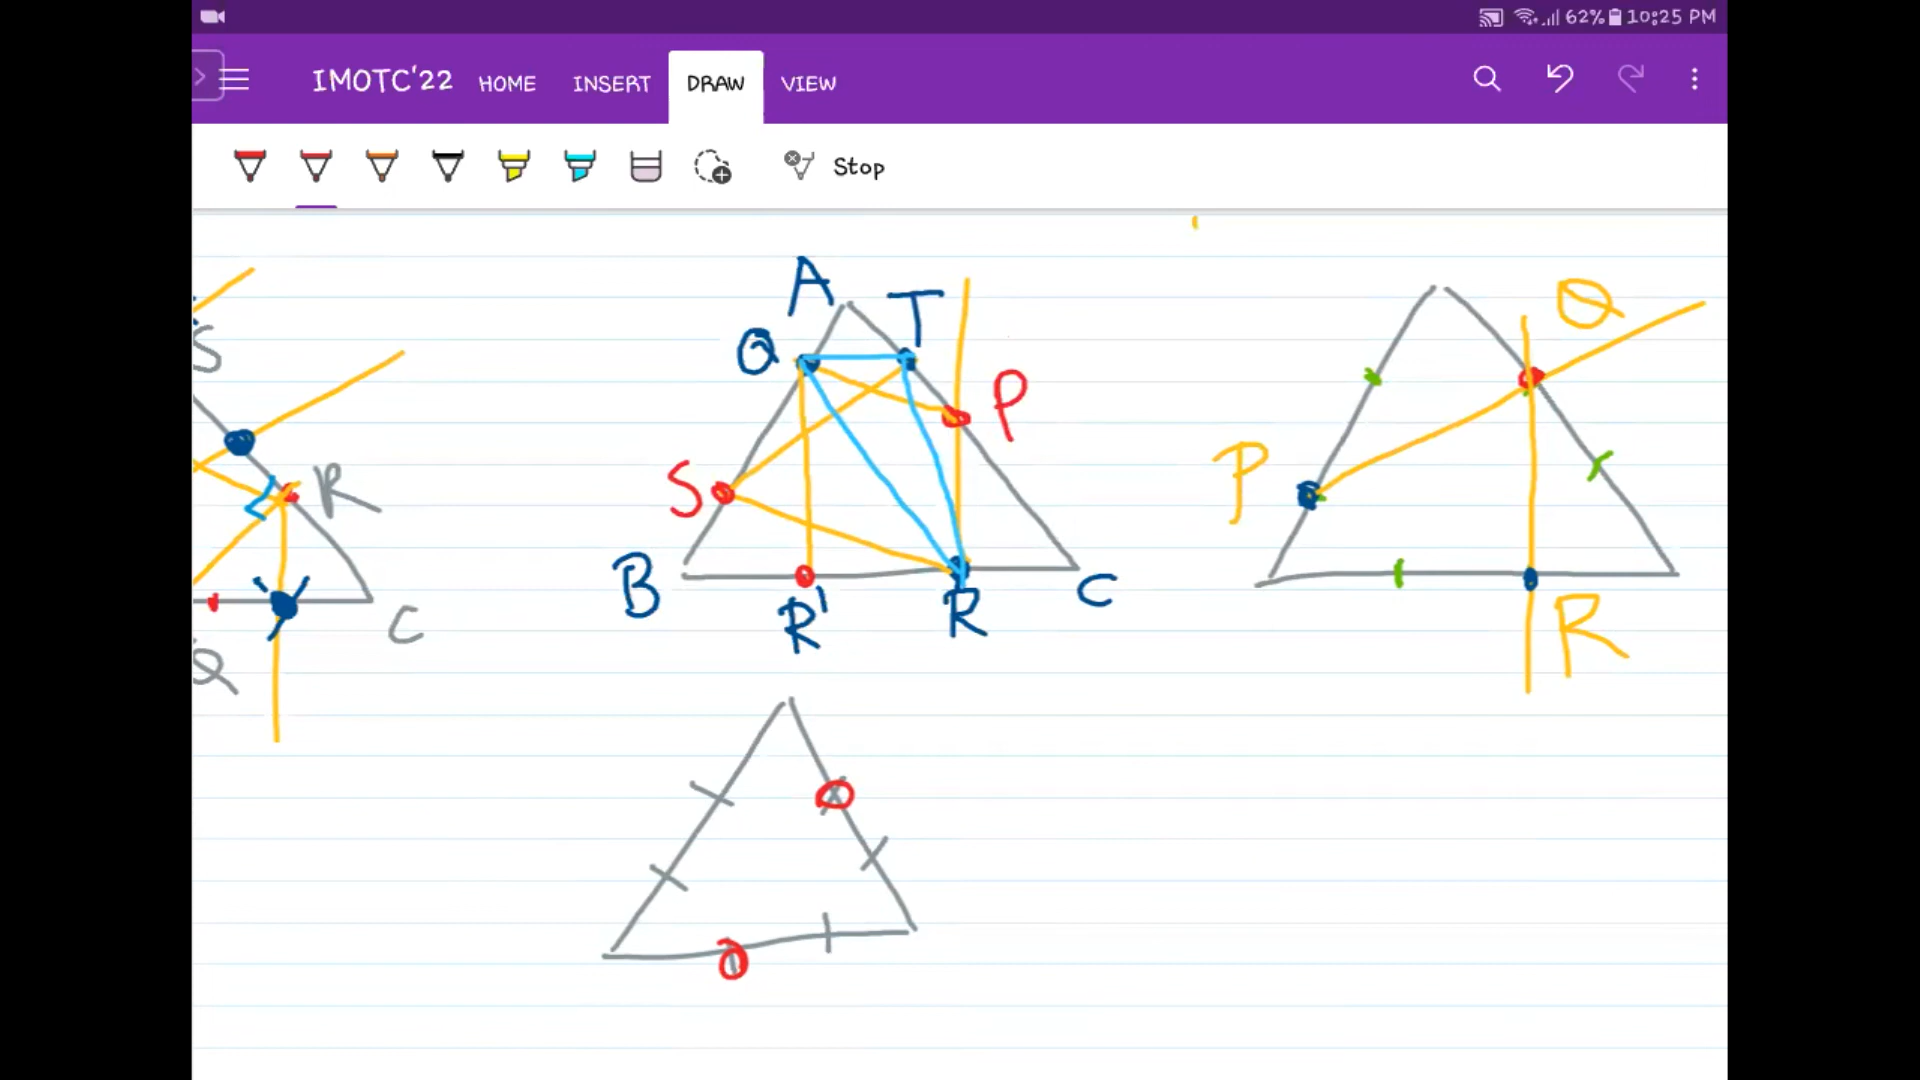 62% 10:25 PM
IMOTC'22 HOME INSERT DRAW VIEW
Stop
A T
Q
P
S
B R' R C
Q
P
R
S
R
C
Q